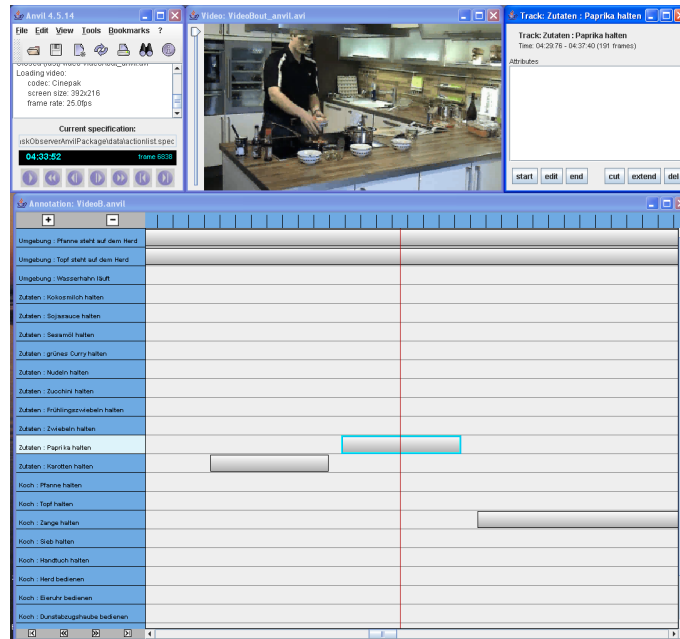 Anvil 4.5.14
File Edit View Tools Bookmarks ?
Loading video:
codec: Cinepak
screen size: 392x216
frame rate: 25.0fps
Current specification:
iskObserverAnvilPackage\data\actionlist.spec
04:33:52 frame 6838
Video: VideoBout_anvil.avi
Track: Zutaten : Paprika halten
Track: Zutaten : Paprika halten
Time: 04:29:76 - 04:37:40 (191 frames)
Attributes
start edit end cut extend del
Annotation: VideoB.anvil
Umgebung : Pfanne steht auf dem Herd
Umgebung : Topf steht auf dem Herd
Umgebung : Wasserhahn läuft
Zutaten : Kokosmilch halten
Zutaten : Sojasauce halten
Zutaten : Sesamöl halten
Zutaten : grünes Curry halten
Zutaten : Nudeln halten
Zutaten : Zucchini halten
Zutaten : Frühlingszwiebeln halten
Zutaten : Zwiebeln halten
Zutaten : Paprika halten
Zutaten : Karotten halten
Koch : Pfanne halten
Koch : Topf halten
Koch : Zange halten
Koch : Sieb halten
Koch : Handtuch halten
Koch : Herd bedienen
Koch : Eieruhr bedienen
Koch : Dunstabzugshaube bedienen